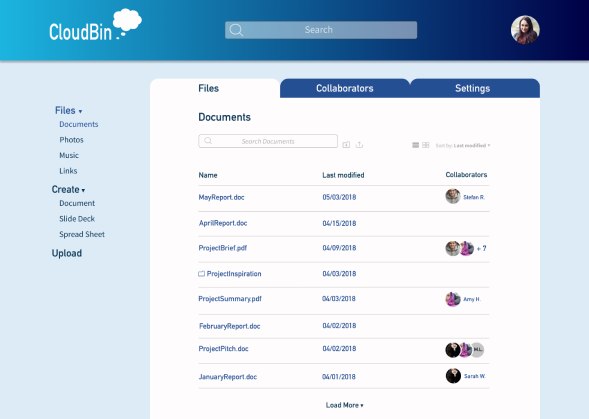 CloudBin
Search
Files Collaborators Settings
Files ▾
Documents
Photos
Music
Links
Create ▾
Document
Slide Deck
Spread Sheet
Upload
Documents
Search Documents
Sort by: Last modified ▾
Name Last modified Collaborators
MayReport.doc 05/03/2018 Stefan R.
AprilReport.doc 04/15/2018
ProjectBrief.pdf 04/09/2018 + ?
ProjectInspiration 04/03/2018
ProjectSummary.pdf 04/03/2018 Amy H.
FebruaryReport.doc 04/02/2018
ProjectPitch.doc 04/02/2018 M.L.
JanuaryReport.doc 04/01/2018 Sarah W.
Load More ▾